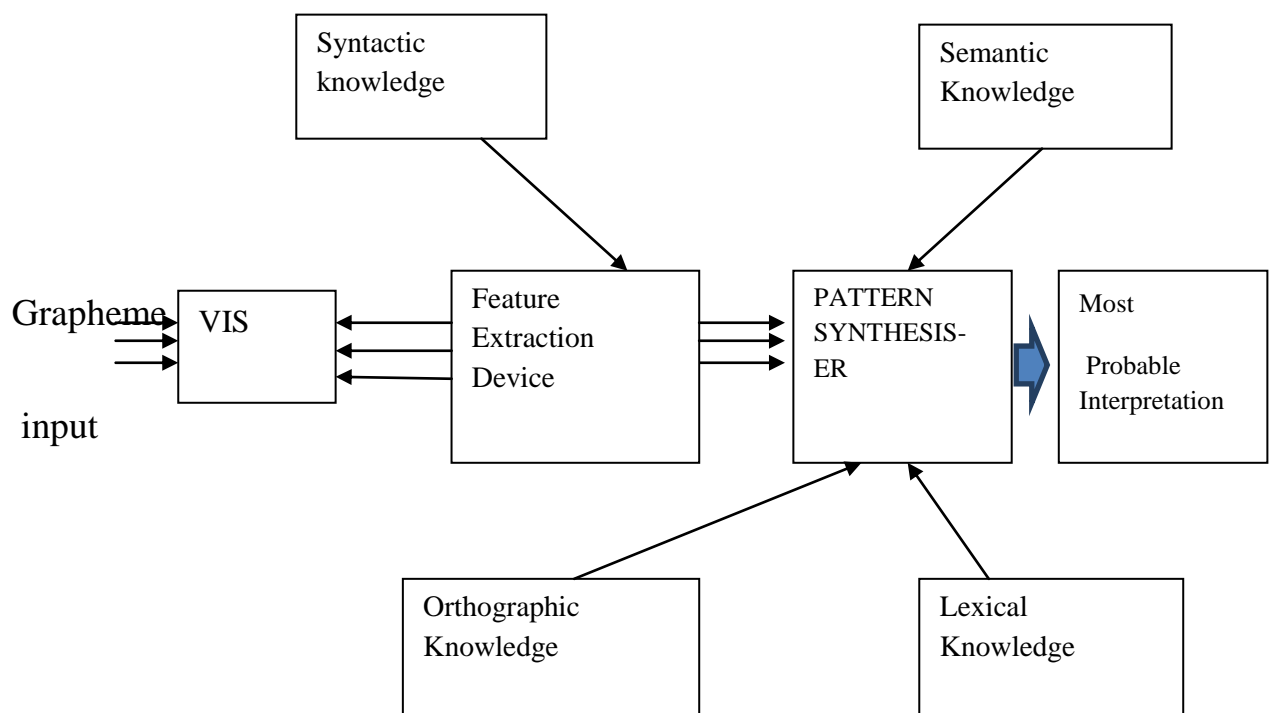 Syntactic
knowledge
Semantic
Knowledge
Grapheme
input
VIS
Feature
Extraction
Device
PATTERN
SYNTHESIS-
ER
Most
Probable
Interpretation
Orthographic
Knowledge
Lexical
Knowledge